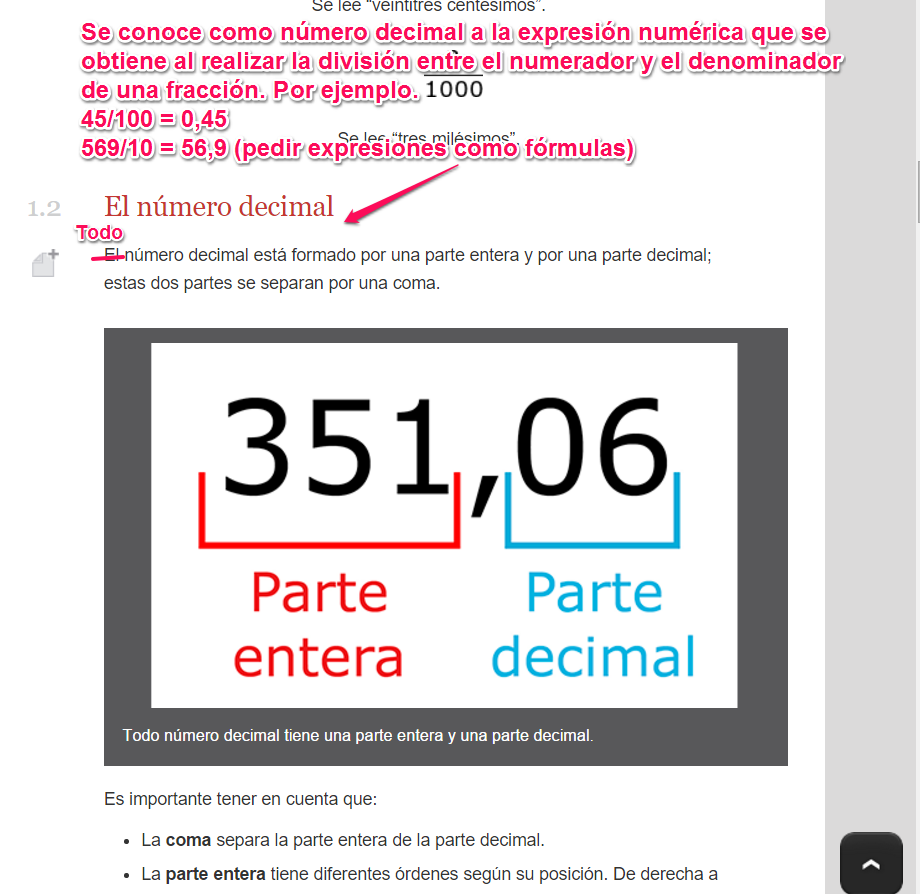 Se lee “veintitrés centésimos”.
Se conoce como número decimal a la expresión numérica que se
obtiene al realizar la división entre el numerador y el denominador
de una fracción. Por ejemplo.
1000
45/100 = 0,45
Se lee “tres milésimos”.
569/10 = 56,9 (pedir expresiones como fórmulas)
1.2 El número decimal
Todo
El número decimal está formado por una parte entera y por una parte decimal;
estas dos partes se separan por una coma.
351,06
Parte entera
Parte decimal
Todo número decimal tiene una parte entera y una parte decimal.
Es importante tener en cuenta que:
• La coma separa la parte entera de la parte decimal.
• La parte entera tiene diferentes órdenes según su posición. De derecha a